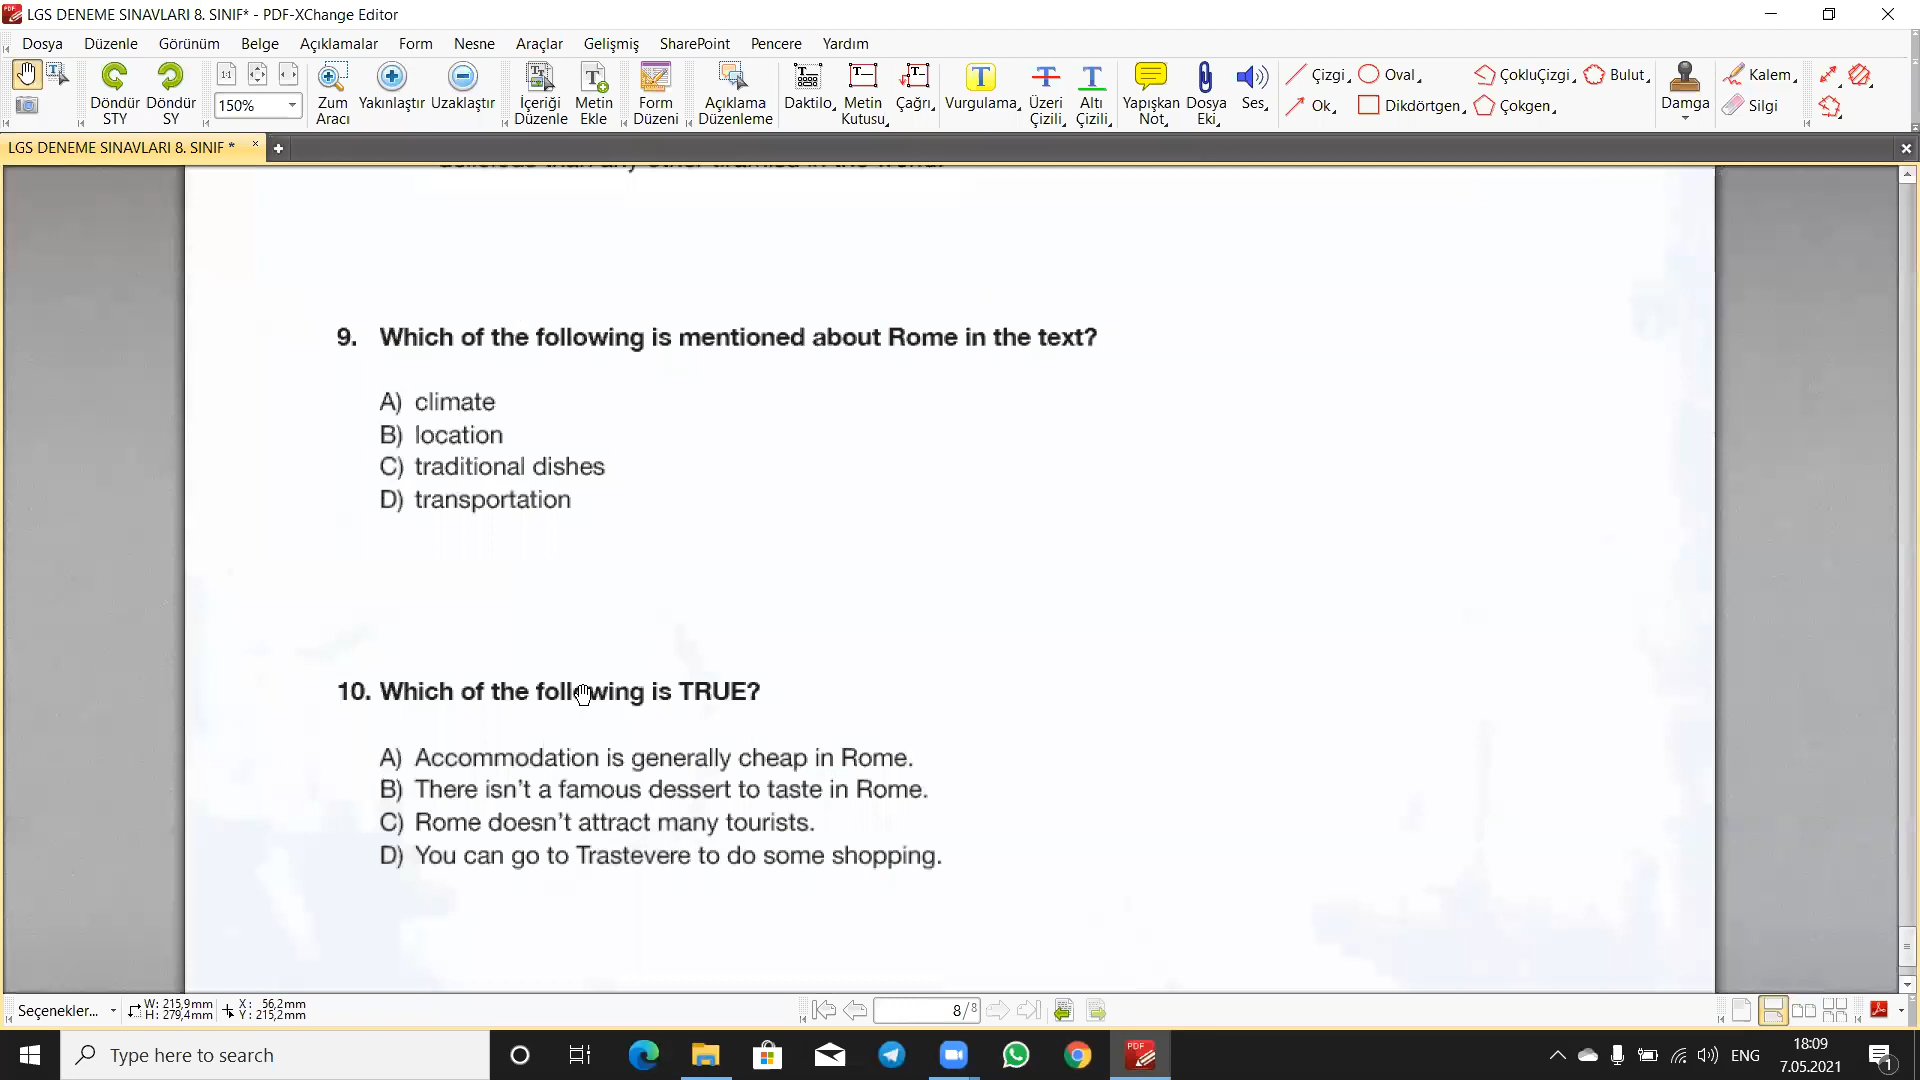 LGS DENEME SINAVLARI 8. SINIF* - PDF-XChange Editor
Dosya Düzenle Görünüm Belge Açıklamalar Form Nesne Araçlar Gelişmiş SharePoint Pencere Yardım
Döndür STY
Döndür SY
1:1
150%
Zum Aracı
Yakınlaştır
Uzaklaştır
İçeriği Düzenle
Metin Ekle
Form Düzeni
Açıklama Düzenleme
Daktilo
Metin Kutusu
Çağrı
Vurgulama
Üzeri Çizili
Altı Çizili
Yapışkan Not
Dosya Eki
Ses
Çizgi
Oval
ÇokluÇizgi
Bulut
Ok
Dikdörtgen
Çokgen
Damga
Kalem
Silgi
LGS DENEME SINAVLARI 8. SINIF *
9. Which of the following is mentioned about Rome in the text?
A) climate
B) location
C) traditional dishes
D) transportation
10. Which of the following is TRUE?
A) Accommodation is generally cheap in Rome.
B) There isn't a famous dessert to taste in Rome.
C) Rome doesn't attract many tourists.
D) You can go to Trastevere to do some shopping.
Seçenekler...
W: 215,9mm
H: 279,4mm
X: 56,2mm
Y: 215,2mm
8/8
Type here to search
PDF
ENG
18:09
7.05.2021
1